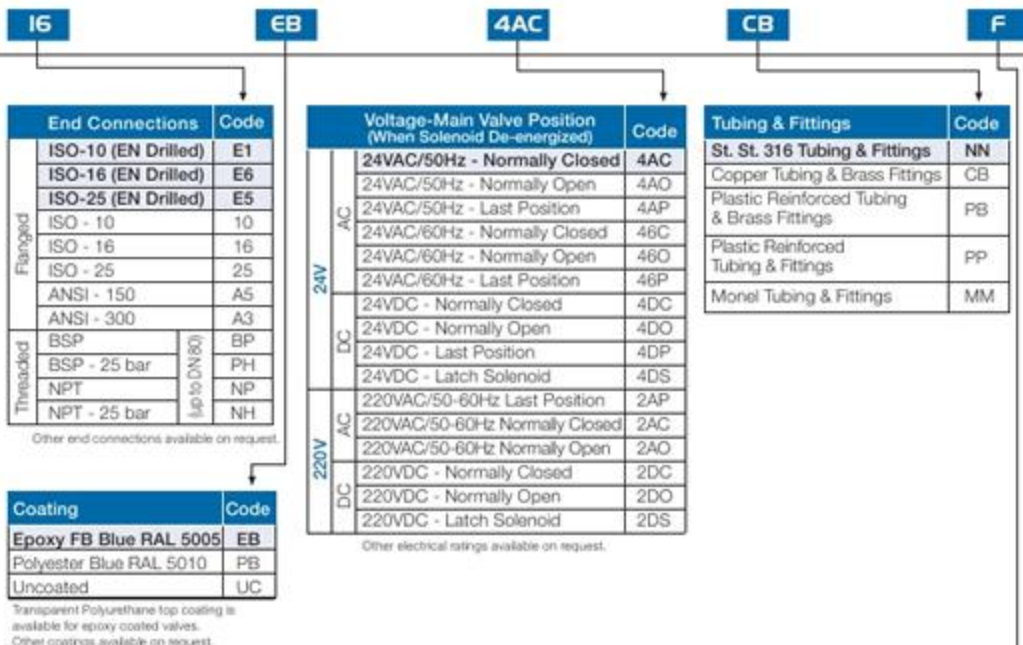 16
EB
4AC
CB
F
End Connections Code
Flanged
ISO-10 (EN Drilled) E1
ISO-16 (EN Drilled) E6
ISO-25 (EN Drilled) E5
ISO - 10 10
ISO - 16 16
ISO - 25 25
ANSI - 150 A5
ANSI - 300 A3
Threaded
(up to DN 80)
BSP BP
BSP - 25 bar PH
NPT NP
NPT - 25 bar NH
Other end connections available on request.
Coating Code
Epoxy FB Blue RAL 5005 EB
Polyester Blue RAL 5010 PB
Uncoated UC
Transparent Polyurethane top coating is
available for epoxy coated valves.
Other coatings available on request.
Voltage-Main Valve Position
(When Solenoid De-energized)
Code
24V
AC
24VAC/50Hz - Normally Closed 4AC
24VAC/50Hz - Normally Open 4AO
24VAC/50Hz - Last Position 4AP
24VAC/60Hz - Normally Closed 46C
24VAC/60Hz - Normally Open 46O
24VAC/60Hz - Last Position 46P
DC
24VDC - Normally Closed 4DC
24VDC - Normally Open 4DO
24VDC - Last Position 4DP
24VDC - Latch Solenoid 4DS
220V
AC
220VAC/50-60Hz Last Position 2AP
220VAC/50-60Hz Normally Closed 2AC
220VAC/50-60Hz Normally Open 2AO
DC
220VDC - Normally Closed 2DC
220VDC - Normally Open 2DO
220VDC - Latch Solenoid 2DS
Other electrical ratings available on request.
Tubing & Fittings Code
St. St. 316 Tubing & Fittings NN
Copper Tubing & Brass Fittings CB
Plastic Reinforced Tubing
& Brass Fittings
PB
Plastic Reinforced
Tubing & Fittings
PP
Monel Tubing & Fittings MM